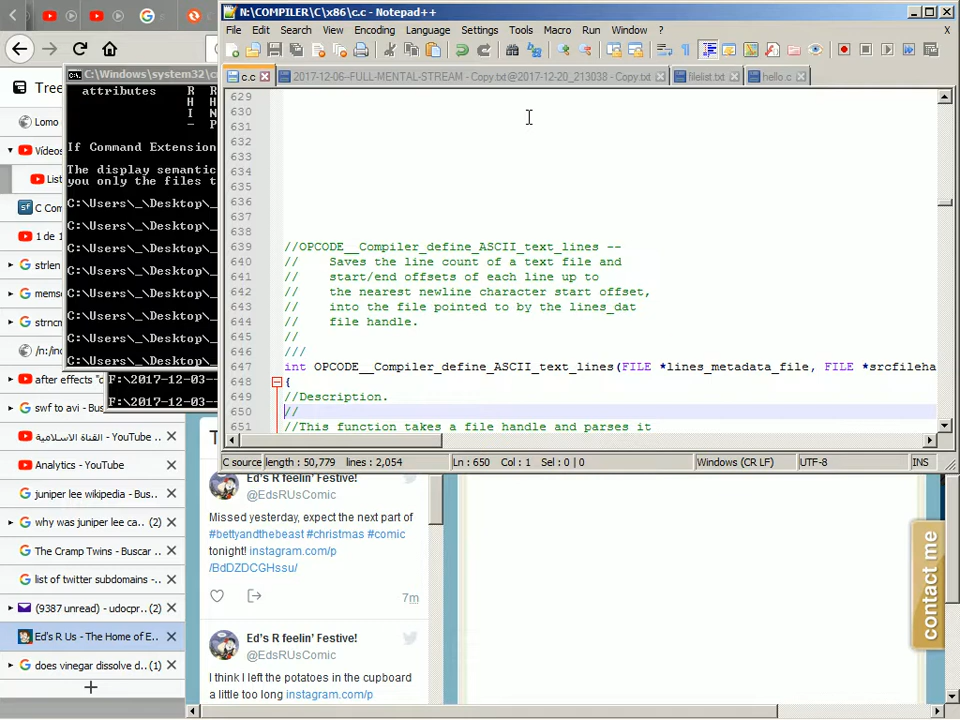 N:\COMPILER\C\x86\c.c - Notepad++
File Edit Search View Encoding Language Settings Tools Macro Run Window ? X
c.c
2017-12-06--FULL-MENTAL-STREAM - Copy.txt@2017-12-20_213038 - Copy.txt
filelist.txt
hello.c
629
630
631
632
633
634
635
636
637
638
639 //OPCODE__Compiler_define_ASCII_text_lines --
640 // Saves the line count of a text file and
641 // start/end offsets of each line up to
642 // the nearest newline character start offset,
643 // into the file pointed to by the lines_dat
644 // file handle.
645 //
646 ///
647 int OPCODE__Compiler_define_ASCII_text_lines(FILE *lines_metadata_file, FILE *srcfileha
648 {
649 //Description.
650 //
651 //This function takes a file handle and parses it
C source length : 50,779 lines : 2,054 Ln : 650 Col : 1 Sel : 0 | 0 Windows (CR LF) UTF-8 INS
C:\Windows\system32\c
attributes R R
H H
I N
- P
If Command Extension
The display semantic
you only the files t
C:\Users\_\Desktop\_
C:\Users\_\Desktop\_
C:\Users\_\Desktop\_
C:\Users\_\Desktop\_
C:\Users\_\Desktop\_
C:\Users\_\Desktop\_
C:\Users\_\Desktop\_
C:\Users\_\Desktop\_
F:\2017-12-03--
F:\2017-12-03--
Tree
Lomo
Vídeos
List
C Com
1 de 1
strlen
memse
strncm
/n:/inc
after effects "c
swf to avi - Bus
القناة الاسلامية - YouTube ...
Analytics - YouTube
juniper lee wikipedia - Bus...
why was juniper lee ca... (2)
The Cramp Twins - Buscar ...
list of twitter subdomains -...
(9387 unread) - udocpr... (2)
Ed's R Us - The Home of E...
does vinegar dissolve d... (1)
T
Ed's R feelin' Festive!
@EdsRUsComic
Missed yesterday, expect the next part of
#bettyandthebeast #christmas #comic
tonight! instagram.com/p
/BdDZDCGHssu/
7m
Ed's R feelin' Festive!
@EdsRUsComic
I think I left the potatoes in the cupboard
a little too long instagram.com/p
contact me